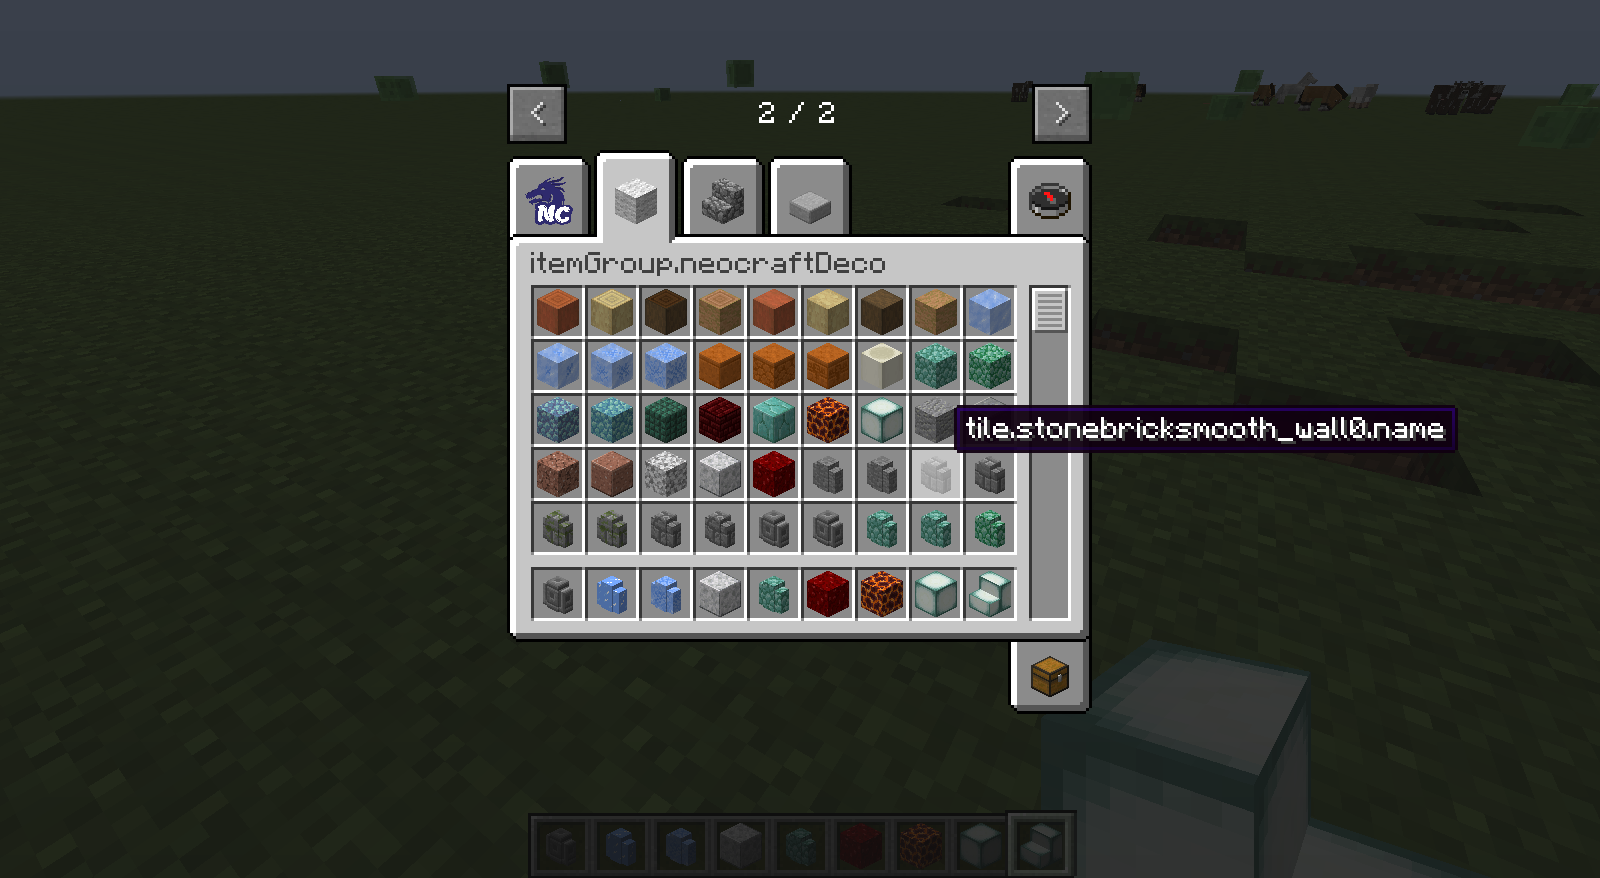 < 2 / 2 >
NC
itemGroup.neocraftDeco
tile.stonebricksmooth_wall0.name